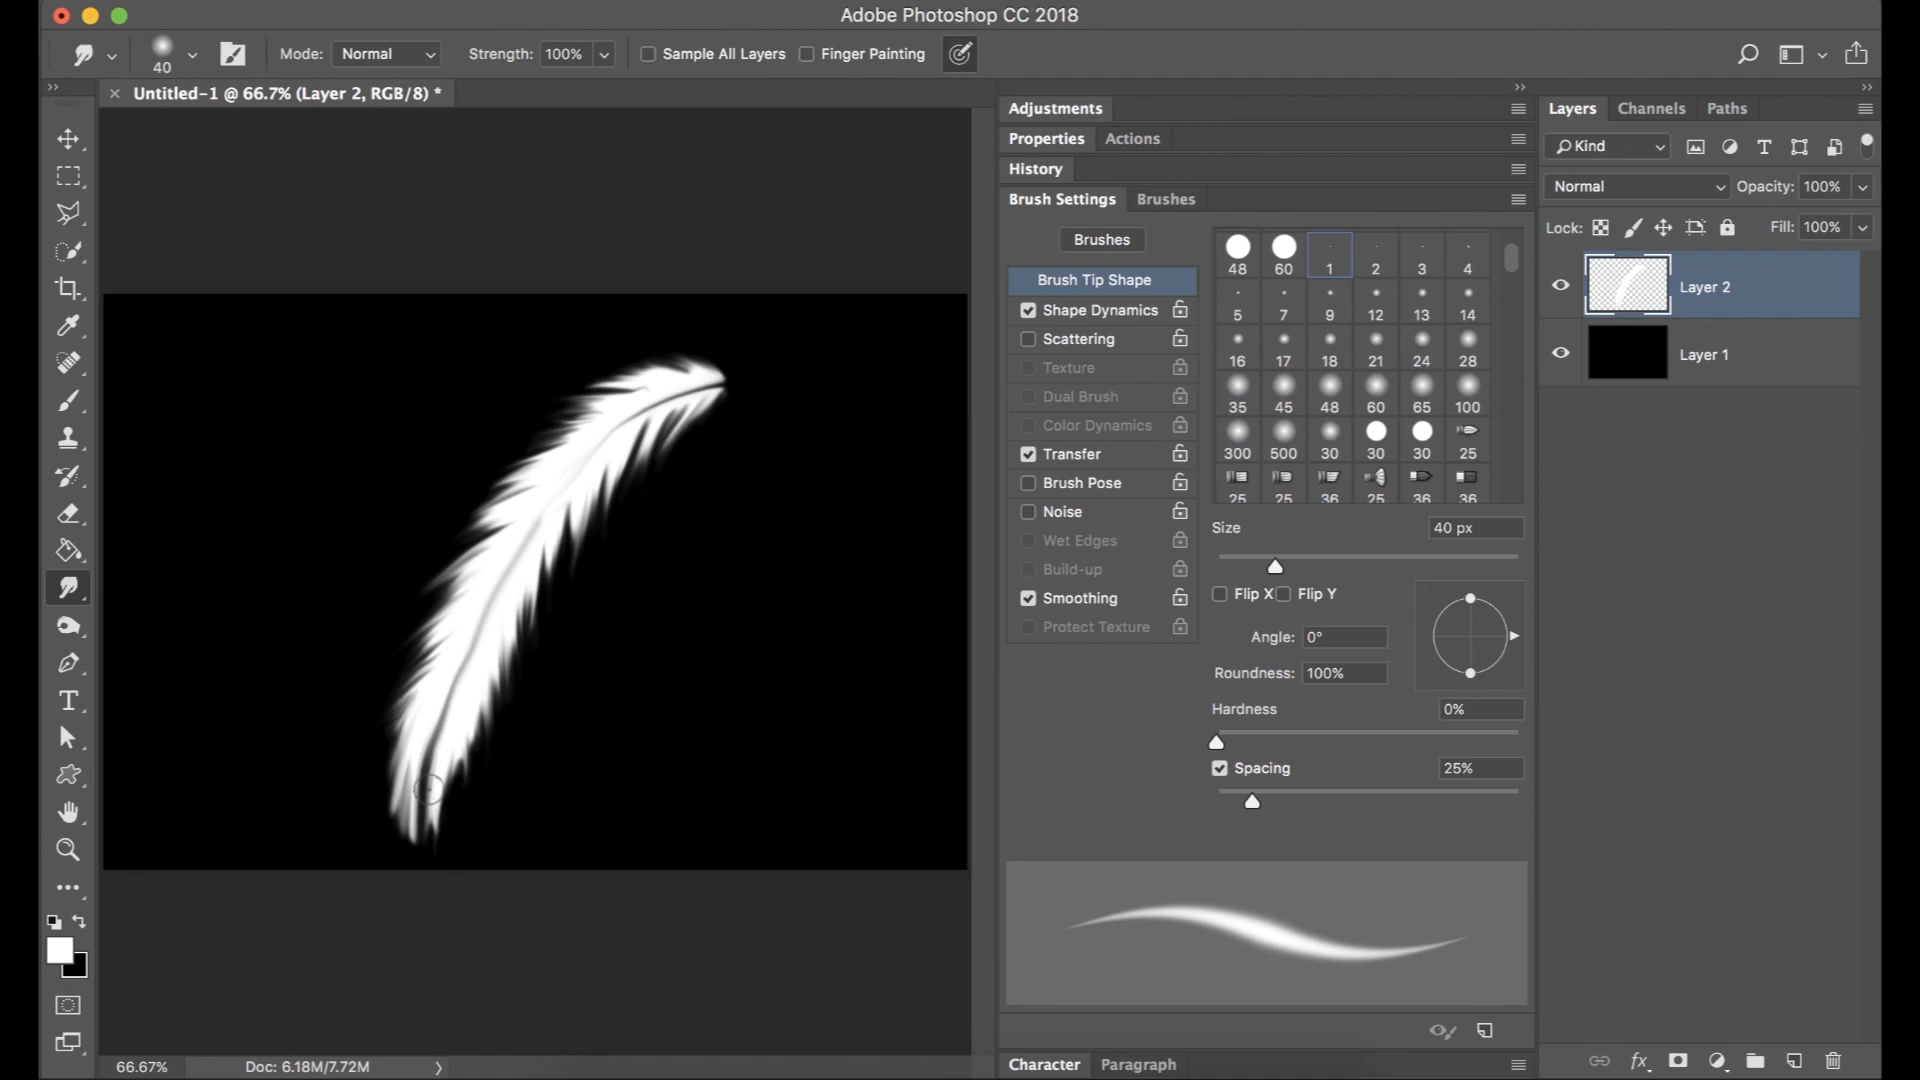 Adobe Photoshop CC 2018
40
Mode: Normal
Strength: 100%
Sample All Layers
Finger Painting
Untitled-1 @ 66.7% (Layer 2, RGB/8) *
Adjustments
Properties Actions
History
Brush Settings Brushes
Brushes
Brush Tip Shape
Shape Dynamics
Scattering
Texture
Dual Brush
Color Dynamics
Transfer
Brush Pose
Noise
Wet Edges
Build-up
Smoothing
Protect Texture
48 60 1 2 3 4
5 7 9 12 13 14
16 17 18 21 24 28
35 45 48 60 65 100
300 500 30 30 30 25
25 25 36 25 36 36
Size 40 px
Flip X Flip Y
Angle: 0°
Roundness: 100%
Hardness 0%
Spacing 25%
Character Paragraph
Layers Channels Paths
Kind
Normal Opacity: 100%
Lock: Fill: 100%
Layer 2
Layer 1
66.67% Doc: 6.18M/7.72M